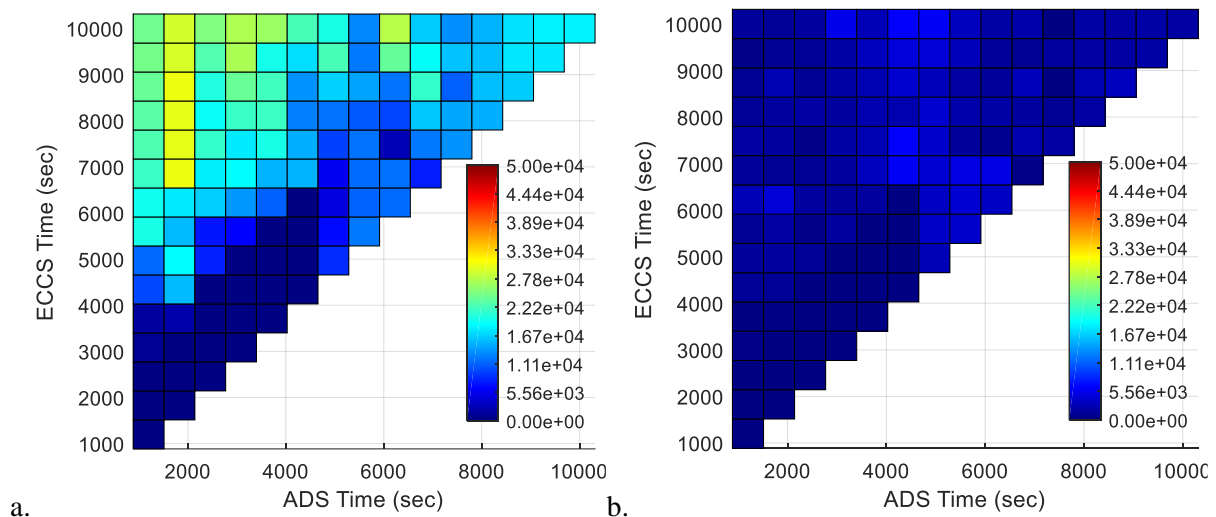 10000
9000
8000
7000
6000
5000
4000
3000
2000
1000
ECCS Time (sec)
5.00e+04
4.44e+04
3.89e+04
3.33e+04
2.78e+04
2.22e+04
1.67e+04
1.11e+04
5.56e+03
0.00e+00
2000 4000 6000 8000 10000
ADS Time (sec)
a.
10000
9000
8000
7000
6000
5000
4000
3000
2000
1000
ECCS Time (sec)
5.00e+04
4.44e+04
3.89e+04
3.33e+04
2.78e+04
2.22e+04
1.67e+04
1.11e+04
5.56e+03
0.00e+00
2000 4000 6000 8000 10000
ADS Time (sec)
b.